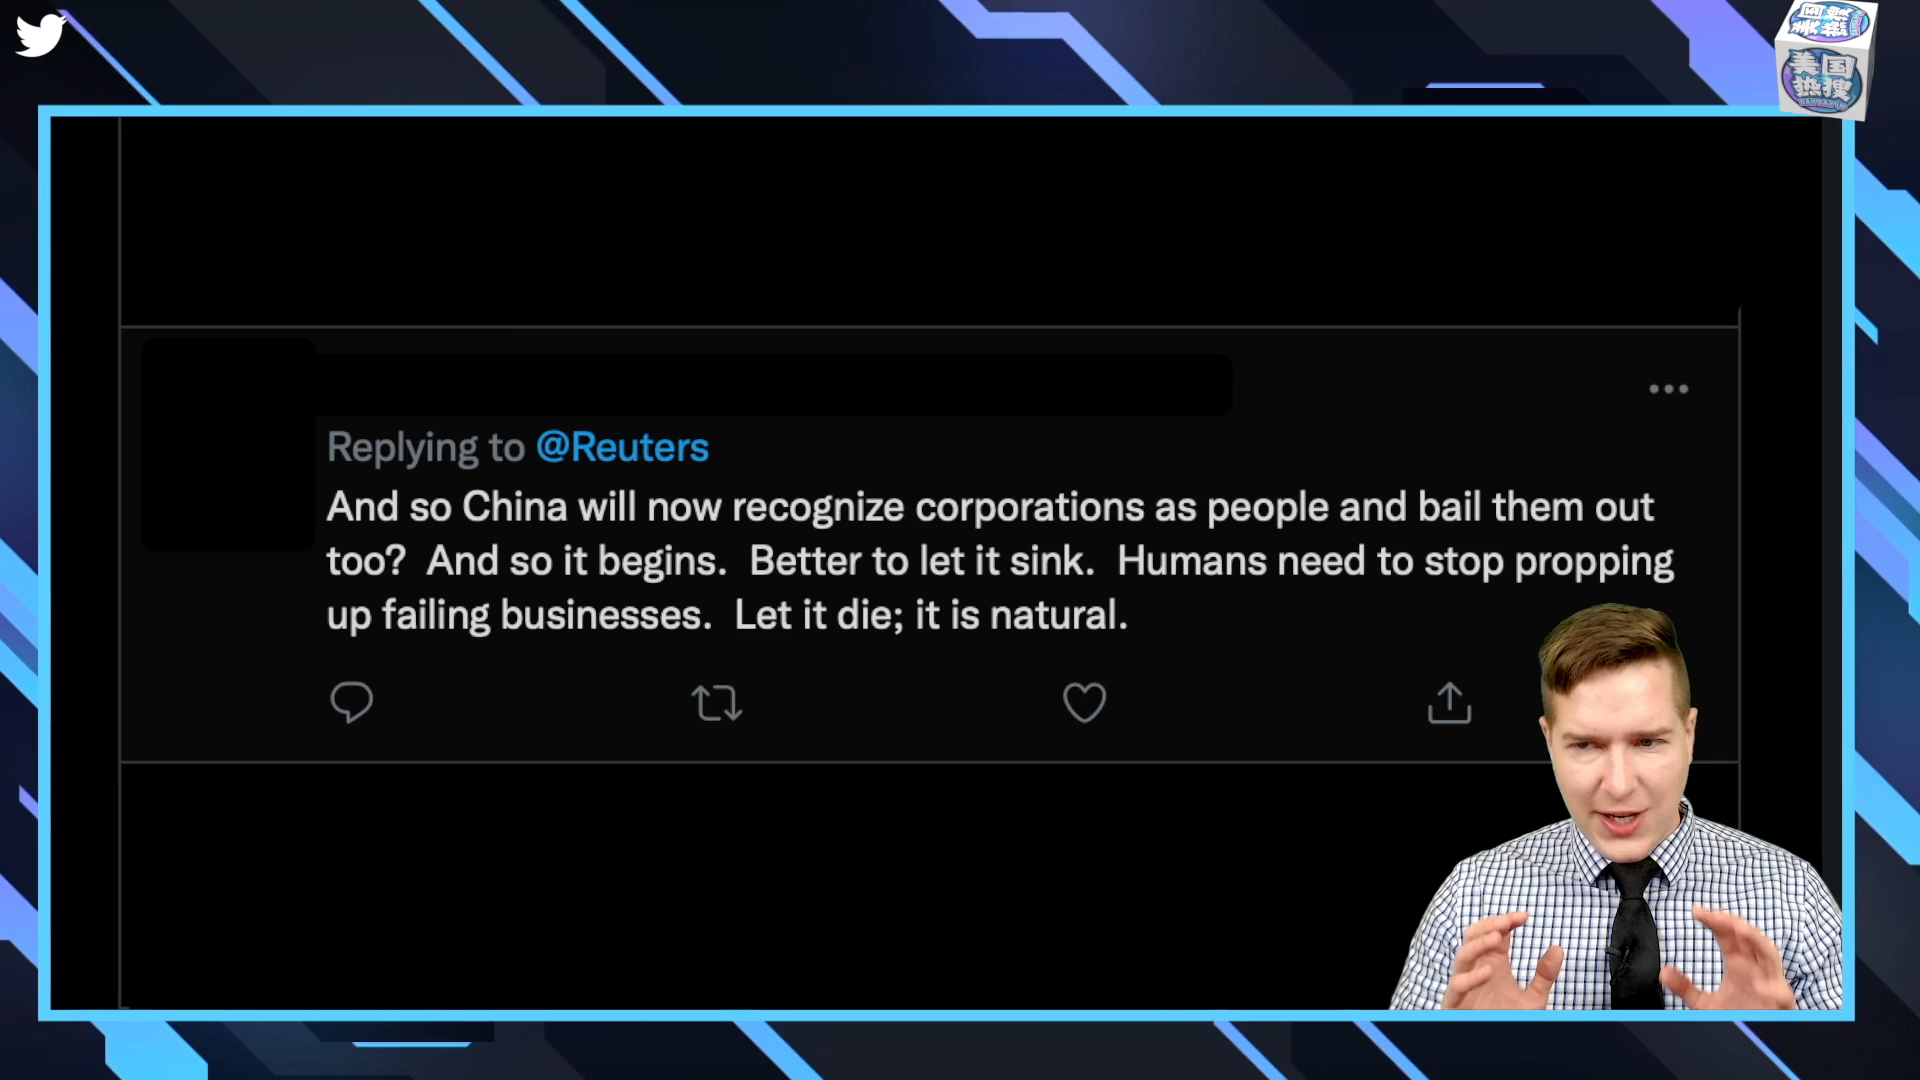 美国
热搜
Replying to @Reuters
And so China will now recognize corporations as people and bail them out
too?  And so it begins.  Better to let it sink.  Humans need to stop propping
up failing businesses.  Let it die; it is natural.